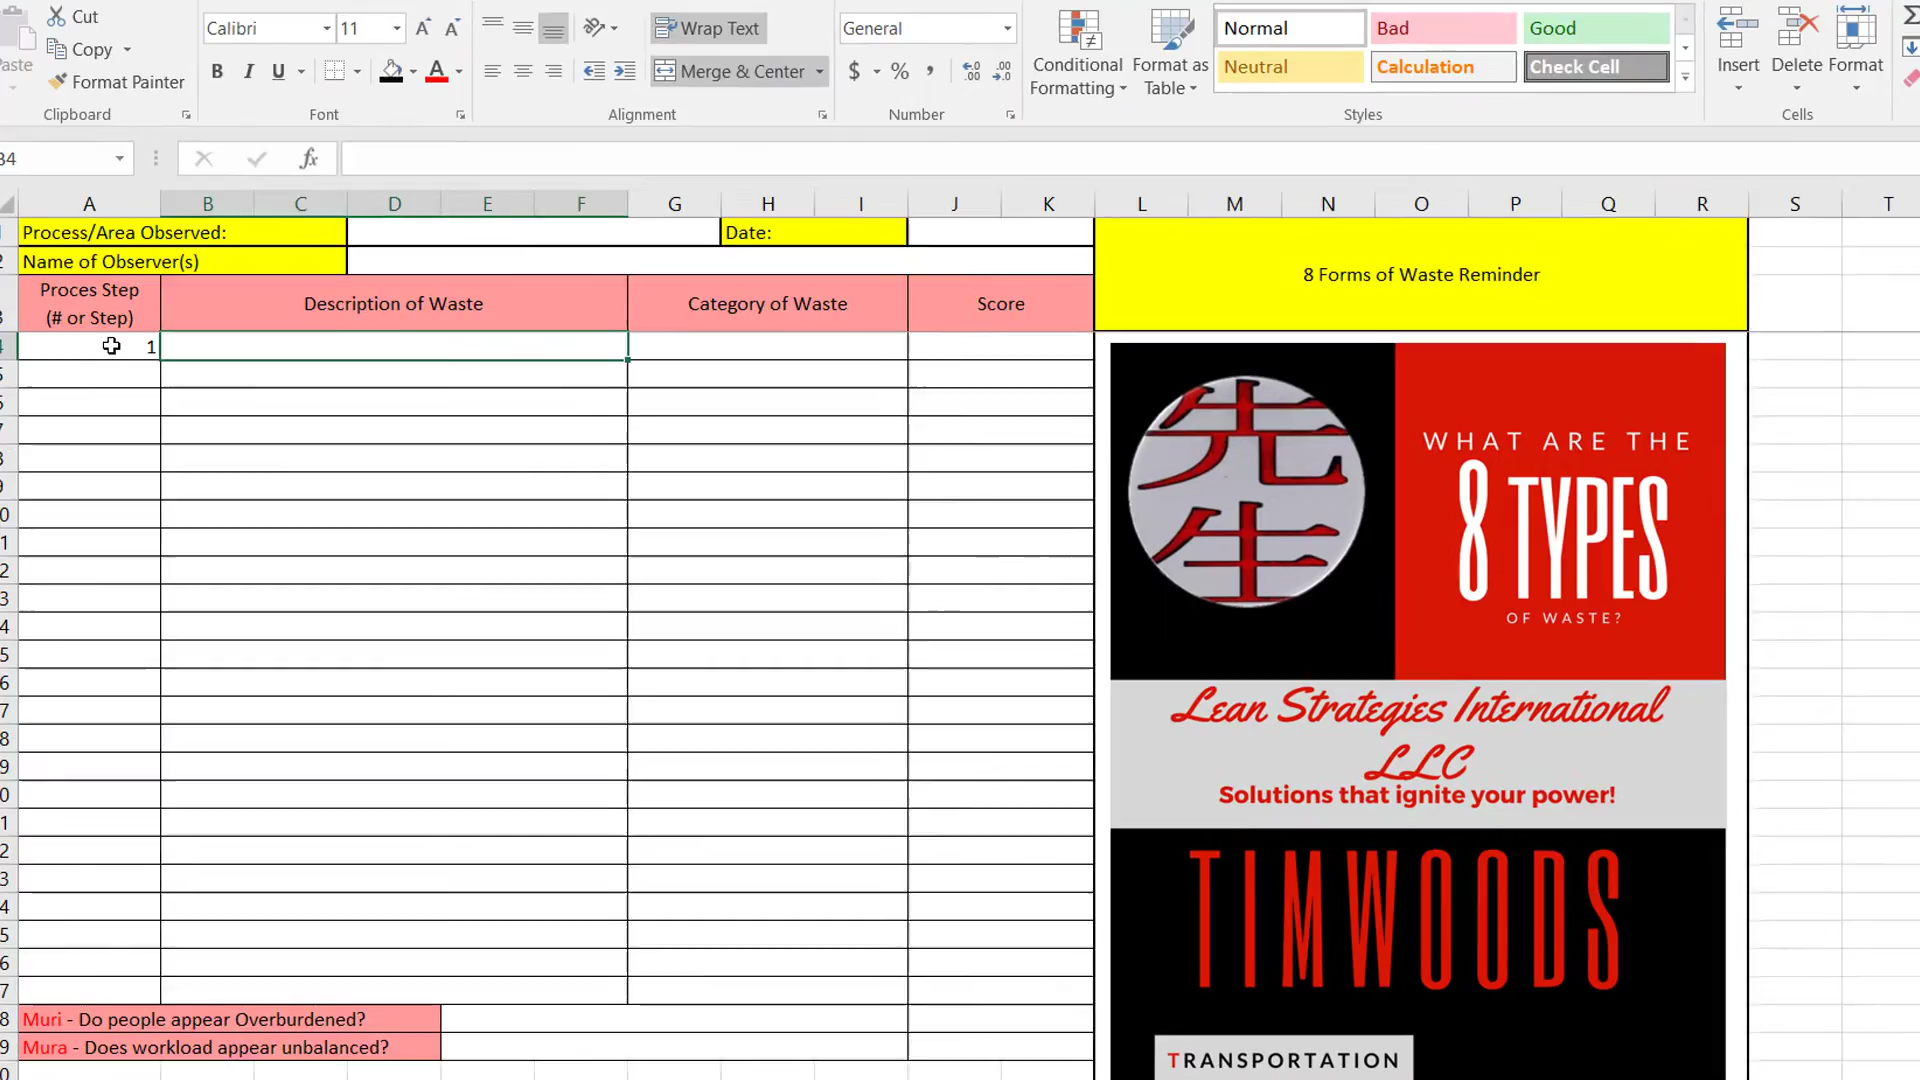 Cut
Calibri
11
Wrap Text
General
Normal
Bad
Good
Copy
Conditional Formatting
Format as Table
Insert
Delete
Format
Format Painter
B
I
U
A
Merge & Center
$
%
Neutral
Calculation
Check Cell
Clipboard
Font
Alignment
Number
Styles
Cells
fx
A B C D E F G H I J K L M N O P Q R S T
Process/Area Observed:
Date:
Name of Observer(s)
Proces Step
(# or Step)
Description of Waste
Category of Waste
Score
8 Forms of Waste Reminder
1
先
生
WHAT ARE THE
8 TYPES
OF WASTE?
Lean Strategies International
LLC
Solutions that ignite your power!
TIMWOODS
Muri - Do people appear Overburdened?
Mura - Does workload appear unbalanced?
TRANSPORTATION